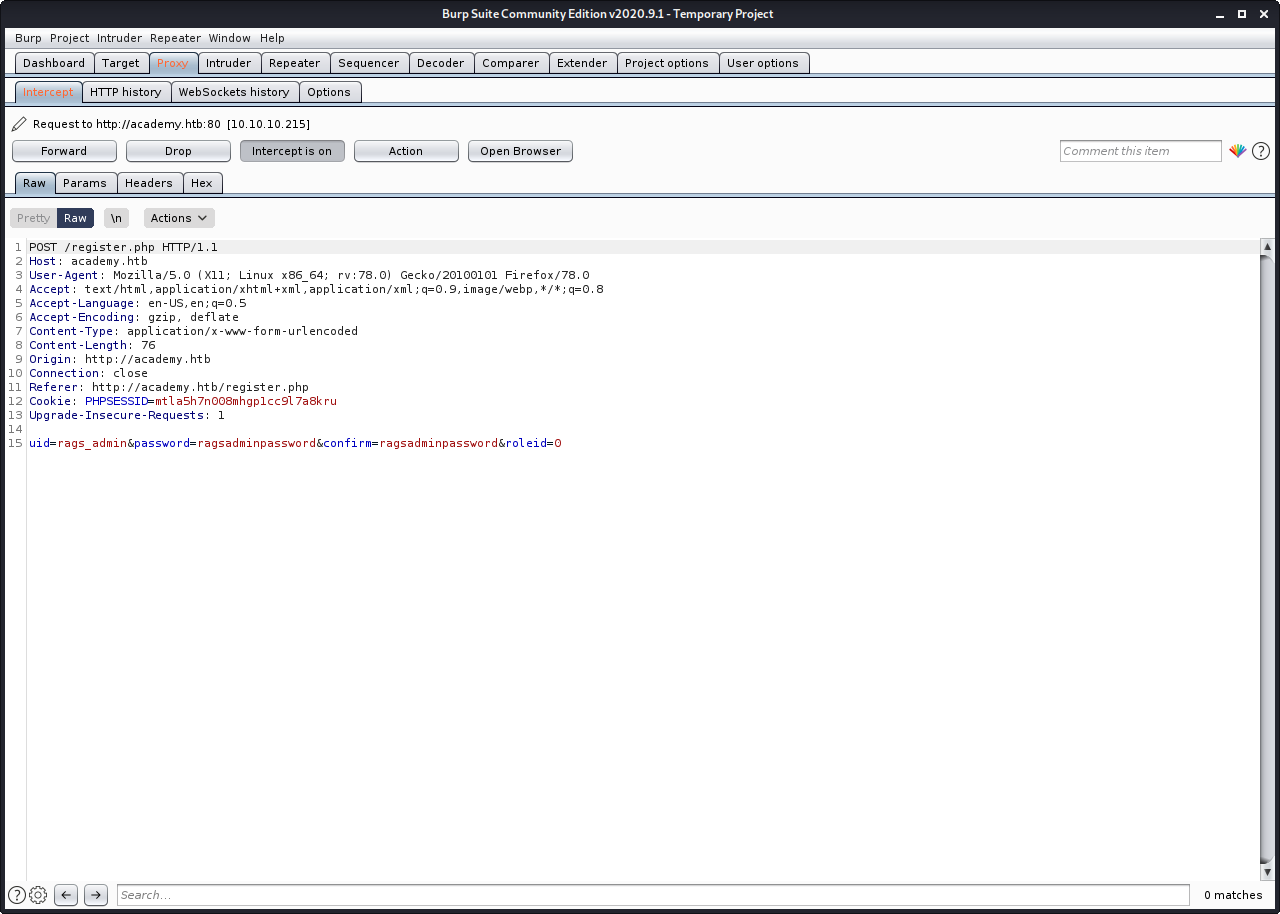 Burp Suite Community Edition v2020.9.1 - Temporary Project
Burp Project Intruder Repeater Window Help
Dashboard Target Proxy Intruder Repeater Sequencer Decoder Comparer Extender Project options User options
Intercept HTTP history WebSockets history Options
Request to http://academy.htb:80 [10.10.10.215]
Forward Drop Intercept is on Action Open Browser Comment this item ?
Raw Params Headers Hex
Pretty Raw \n Actions
1 POST /register.php HTTP/1.1
2 Host: academy.htb
3 User-Agent: Mozilla/5.0 (X11; Linux x86_64; rv:78.0) Gecko/20100101 Firefox/78.0
4 Accept: text/html,application/xhtml+xml,application/xml;q=0.9,image/webp,*/*;q=0.8
5 Accept-Language: en-US,en;q=0.5
6 Accept-Encoding: gzip, deflate
7 Content-Type: application/x-www-form-urlencoded
8 Content-Length: 76
9 Origin: http://academy.htb
10 Connection: close
11 Referer: http://academy.htb/register.php
12 Cookie: PHPSESSID=mtla5h7n008mhgp1cc9l7a8kru
13 Upgrade-Insecure-Requests: 1
14
15 uid=rags_admin&password=ragsadminpassword&confirm=ragsadminpassword&roleid=0
? Search... 0 matches